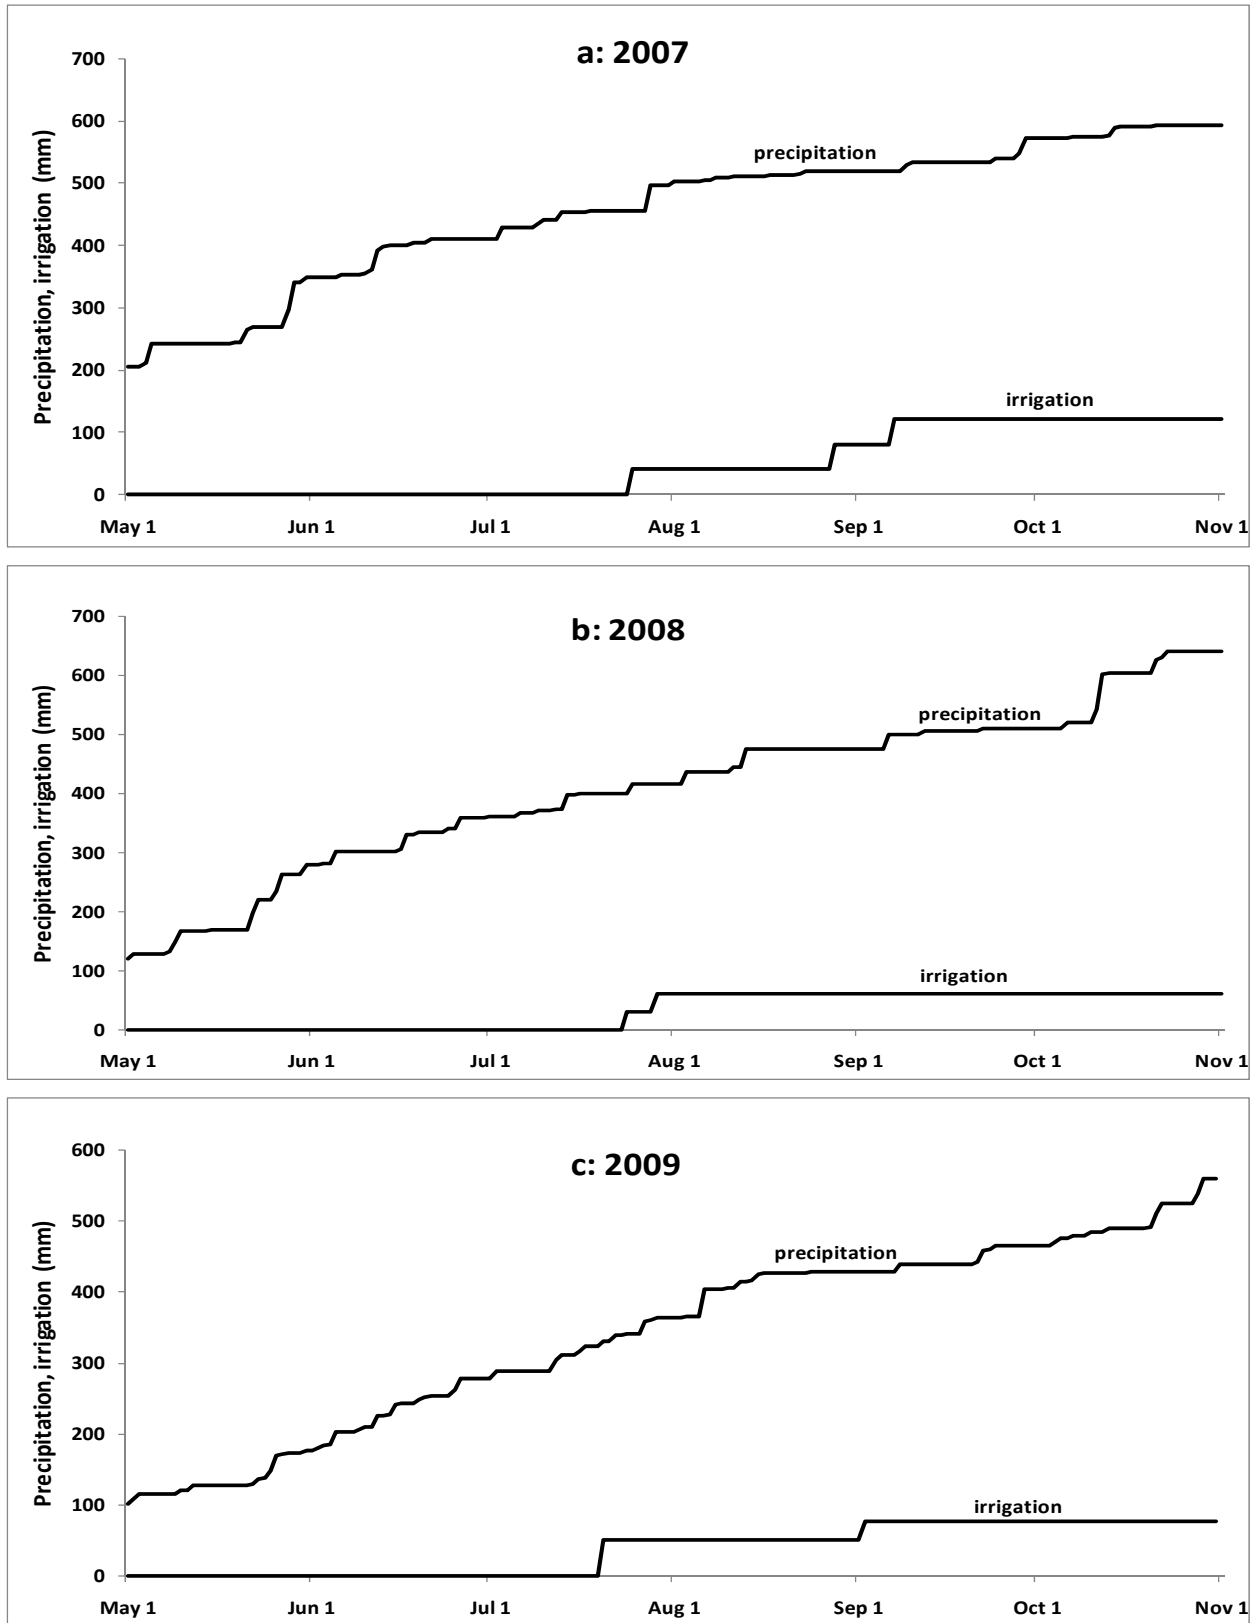 a: 2007
Precipitation, irrigation (mm)
700
600
500
400
300
200
100
0
precipitation
irrigation
May 1 Jun 1 Jul 1 Aug 1 Sep 1 Oct 1 Nov 1
b: 2008
Precipitation, irrigation (mm)
700
600
500
400
300
200
100
0
precipitation
irrigation
May 1 Jun 1 Jul 1 Aug 1 Sep 1 Oct 1 Nov 1
c: 2009
Precipitation, irrigation (mm)
600
500
400
300
200
100
0
precipitation
irrigation
May 1 Jun 1 Jul 1 Aug 1 Sep 1 Oct 1 Nov 1